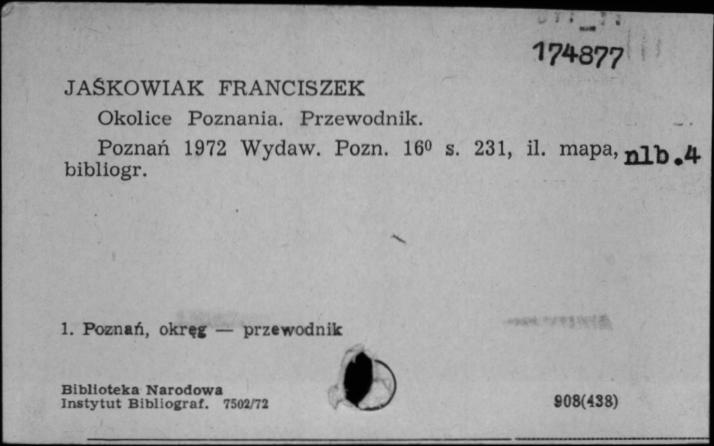 174877
JAŚKOWIAK FRANCISZEK
Okolice Poznania. Przewodnik.
Poznań 1972 Wydaw. Pozn. 16⁰ s. 231, il. mapa, nlb.4
bibliogr.
1. Poznań, okręg — przewodnik
Biblioteka Narodowa
Instytut Bibliograf. 7502/72
908(438)